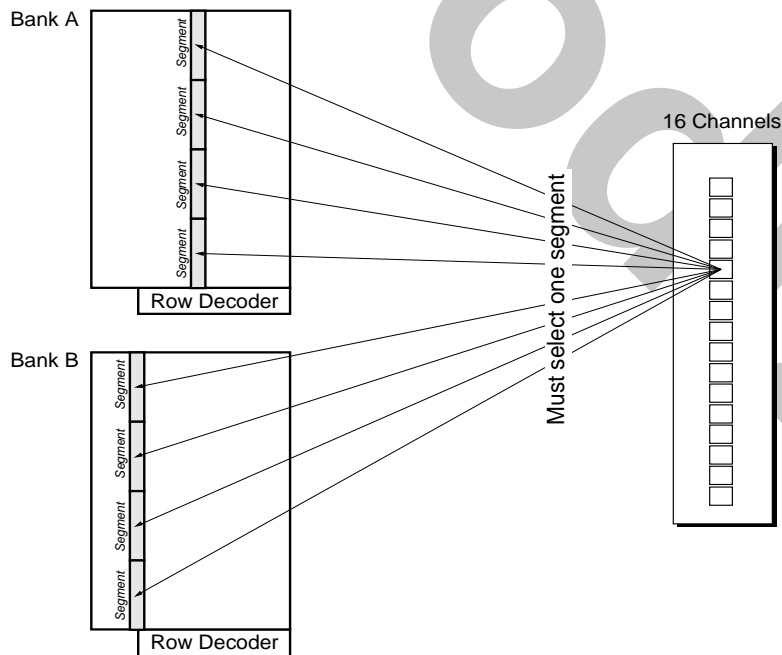 Bank A
Segment
Segment
Segment
Segment
Row Decoder
16 Channels
Must select one segment
Bank B
Segment
Segment
Segment
Segment
Row Decoder